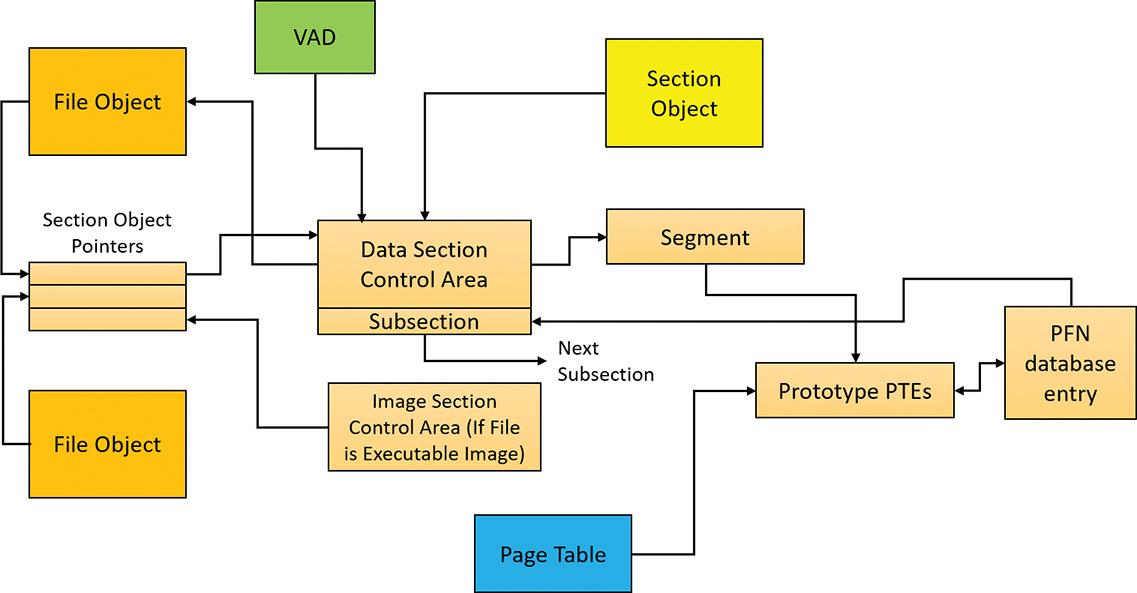 VAD
File Object
Section
Object
Section Object
Pointers
Data Section
Control Area
Subsection
Segment
Next
Subsection
PFN
database
entry
Prototype PTEs
Image Section
Control Area (If File
is Executable Image)
File Object
Page Table